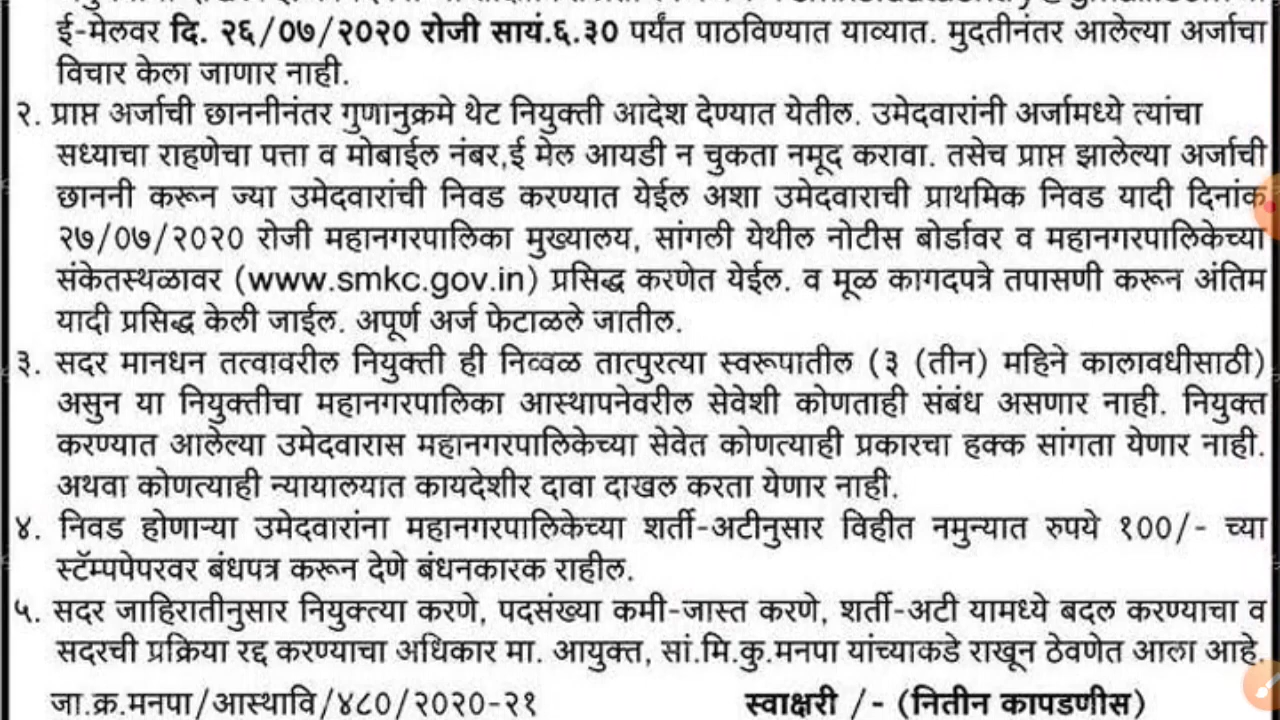 ई-मेलवर दि. २६/०७/२०२० रोजी सायं.६.३० पर्यंत पाठविण्यात याव्यात. मुदतीनंतर आलेल्या अर्जाचा
विचार केला जाणार नाही.
२. प्राप्त अर्जाची छाननीनंतर गुणानुक्रमे थेट नियुक्ती आदेश देण्यात येतील. उमेदवारांनी अर्जामध्ये त्यांचा
सध्याचा राहणेचा पत्ता व मोबाईल नंबर,ई मेल आयडी न चुकता नमूद करावा. तसेच प्राप्त झालेल्या अर्जाची
छाननी करून ज्या उमेदवारांची निवड करण्यात येईल अशा उमेदवाराची प्राथमिक निवड यादी दिनांक
२७/०७/२०२० रोजी महानगरपालिका मुख्यालय, सांगली येथील नोटीस बोर्डावर व महानगरपालिकेच्या
संकेतस्थळावर (www.smkc.gov.in) प्रसिद्ध करणेत येईल. व मूळ कागदपत्रे तपासणी करून अंतिम
यादी प्रसिद्ध केली जाईल. अपूर्ण अर्ज फेटाळले जातील.
३. सदर मानधन तत्वावरील नियुक्ती ही निव्वळ तात्पुरत्या स्वरूपातील (३ (तीन) महिने कालावधीसाठी)
असुन या नियुक्तीचा महानगरपालिका आस्थापनेवरील सेवेशी कोणताही संबंध असणार नाही. नियुक्त
करण्यात आलेल्या उमेदवारास महानगरपालिकेच्या सेवेत कोणत्याही प्रकारचा हक्क सांगता येणार नाही.
अथवा कोणत्याही न्यायालयात कायदेशीर दावा दाखल करता येणार नाही.
४. निवड होणाऱ्या उमेदवारांना महानगरपालिकेच्या शर्ती-अटीनुसार विहीत नमुन्यात रुपये १००/- च्या
स्टॅम्पपेपरवर बंधपत्र करून देणे बंधनकारक राहील.
५. सदर जाहिरातीनुसार नियुक्त्या करणे, पदसंख्या कमी-जास्त करणे, शर्ती-अटी यामध्ये बदल करण्याचा व
सदरची प्रक्रिया रद्द करण्याचा अधिकार मा. आयुक्त, सां.मि.कु.मनपा यांच्याकडे राखून ठेवणेत आला आहे.
जा.क्र.मनपा/आस्थावि/४८०/२०२०-२१ स्वाक्षरी /- (नितीन कापडणीस)